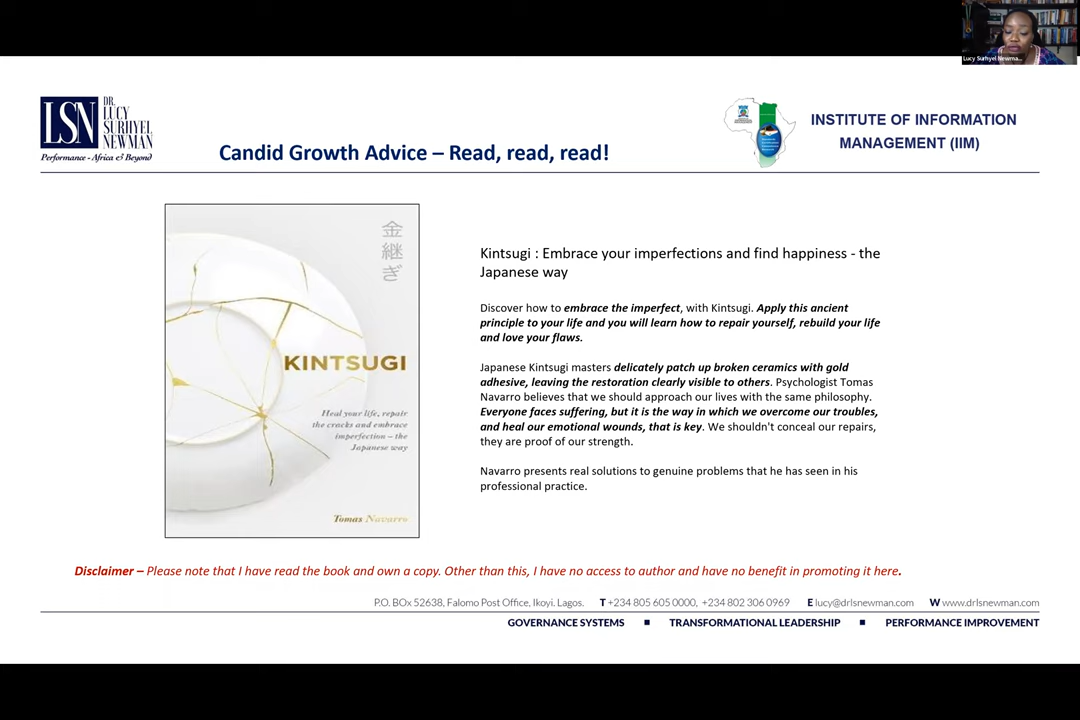 Lucy Surhyel Newma...
LSN
DR.
LUCY
SURHYEL
NEWMAN
Performance - Africa & Beyond
Candid Growth Advice – Read, read, read!
INSTITUTE OF INFORMATION
MANAGEMENT (IIM)
金
継
ぎ
KINTSUGI
Heal your life, repair
the cracks and embrace
imperfection – the
Japanese way
Tomas Navarro
Kintsugi : Embrace your imperfections and find happiness - the
Japanese way
Discover how to embrace the imperfect, with Kintsugi. Apply this ancient
principle to your life and you will learn how to repair yourself, rebuild your life
and love your flaws.
Japanese Kintsugi masters delicately patch up broken ceramics with gold
adhesive, leaving the restoration clearly visible to others. Psychologist Tomas
Navarro believes that we should approach our lives with the same philosophy.
Everyone faces suffering, but it is the way in which we overcome our troubles,
and heal our emotional wounds, that is key. We shouldn't conceal our repairs,
they are proof of our strength.
Navarro presents real solutions to genuine problems that he has seen in his
professional practice.
Disclaimer – Please note that I have read the book and own a copy. Other than this, I have no access to author and have no benefit in promoting it here.
P.O. BOx 52638, Falomo Post Office, Ikoyi. Lagos. T +234 805 605 0000, +234 802 306 0969 E lucy@drlsnewman.com W www.drlsnewman.com
GOVERNANCE SYSTEMS ■ TRANSFORMATIONAL LEADERSHIP ■ PERFORMANCE IMPROVEMENT